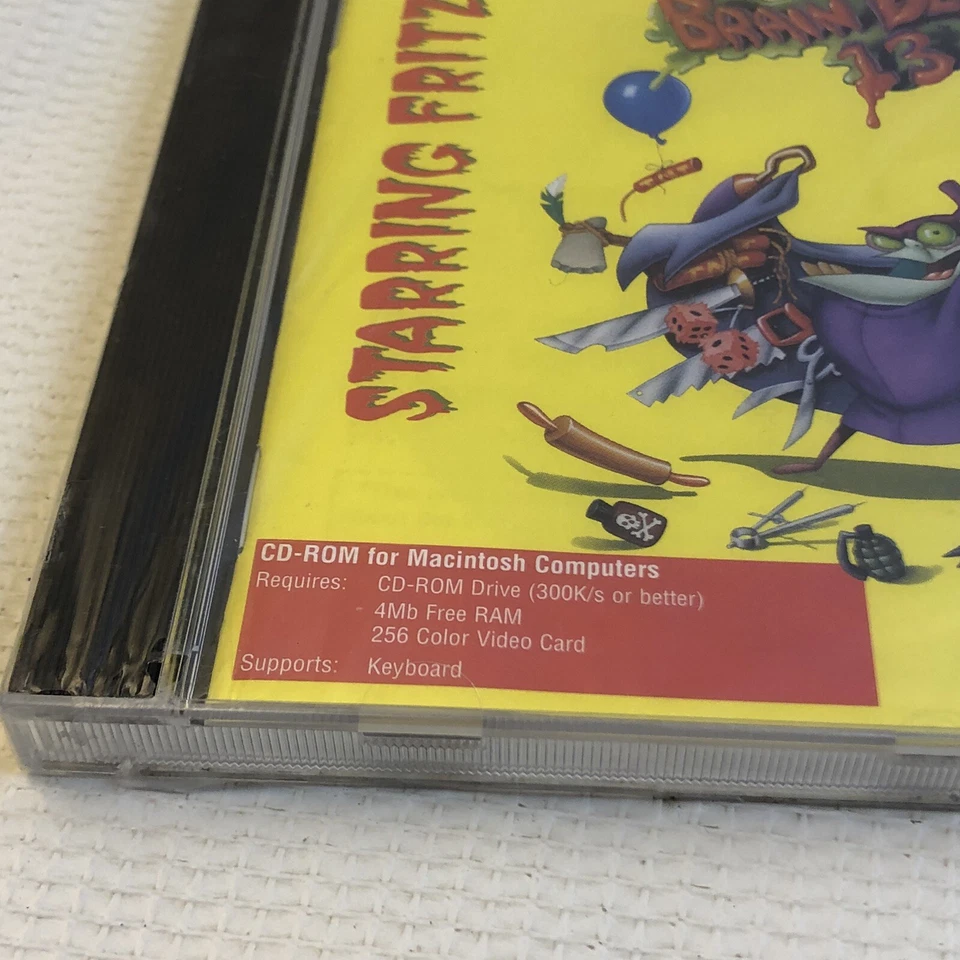 STARRING FRITZ
BRAIN
13
CD-ROM for Macintosh Computers
Requires: CD-ROM Drive (300K/s or better)
4Mb Free RAM
256 Color Video Card
Supports: Keyboard